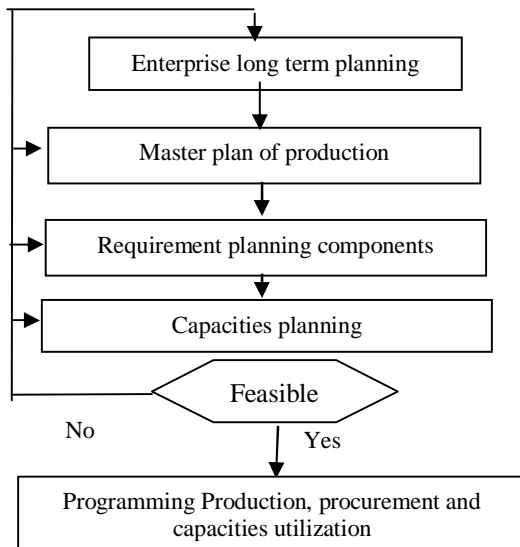 Enterprise long term planning
Master plan of production
Requirement planning components
Capacities planning
Feasible
No
Yes
Programming Production, procurement and
capacities utilization